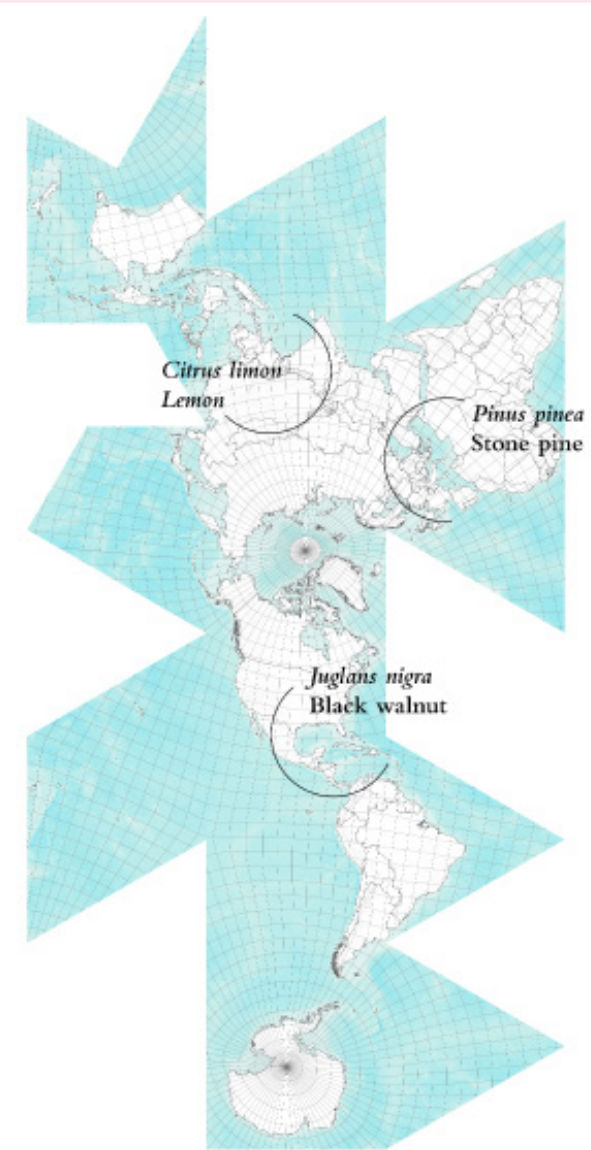 Citrus limon
Lemon
Pinus pinea
Stone pine
Juglans nigra
Black walnut